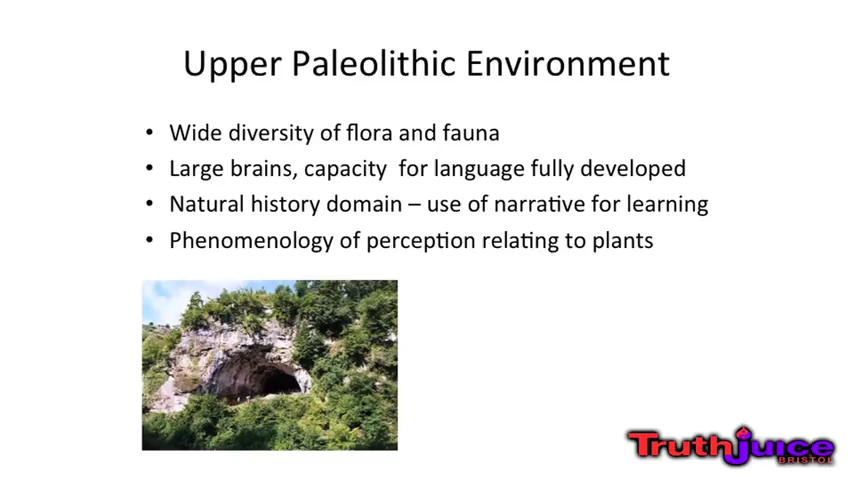 Upper Paleolithic Environment
• Wide diversity of flora and fauna
• Large brains, capacity  for language fully developed
• Natural history domain – use of narrative for learning
• Phenomenology of perception relating to plants
Truthjuice
BRISTOL